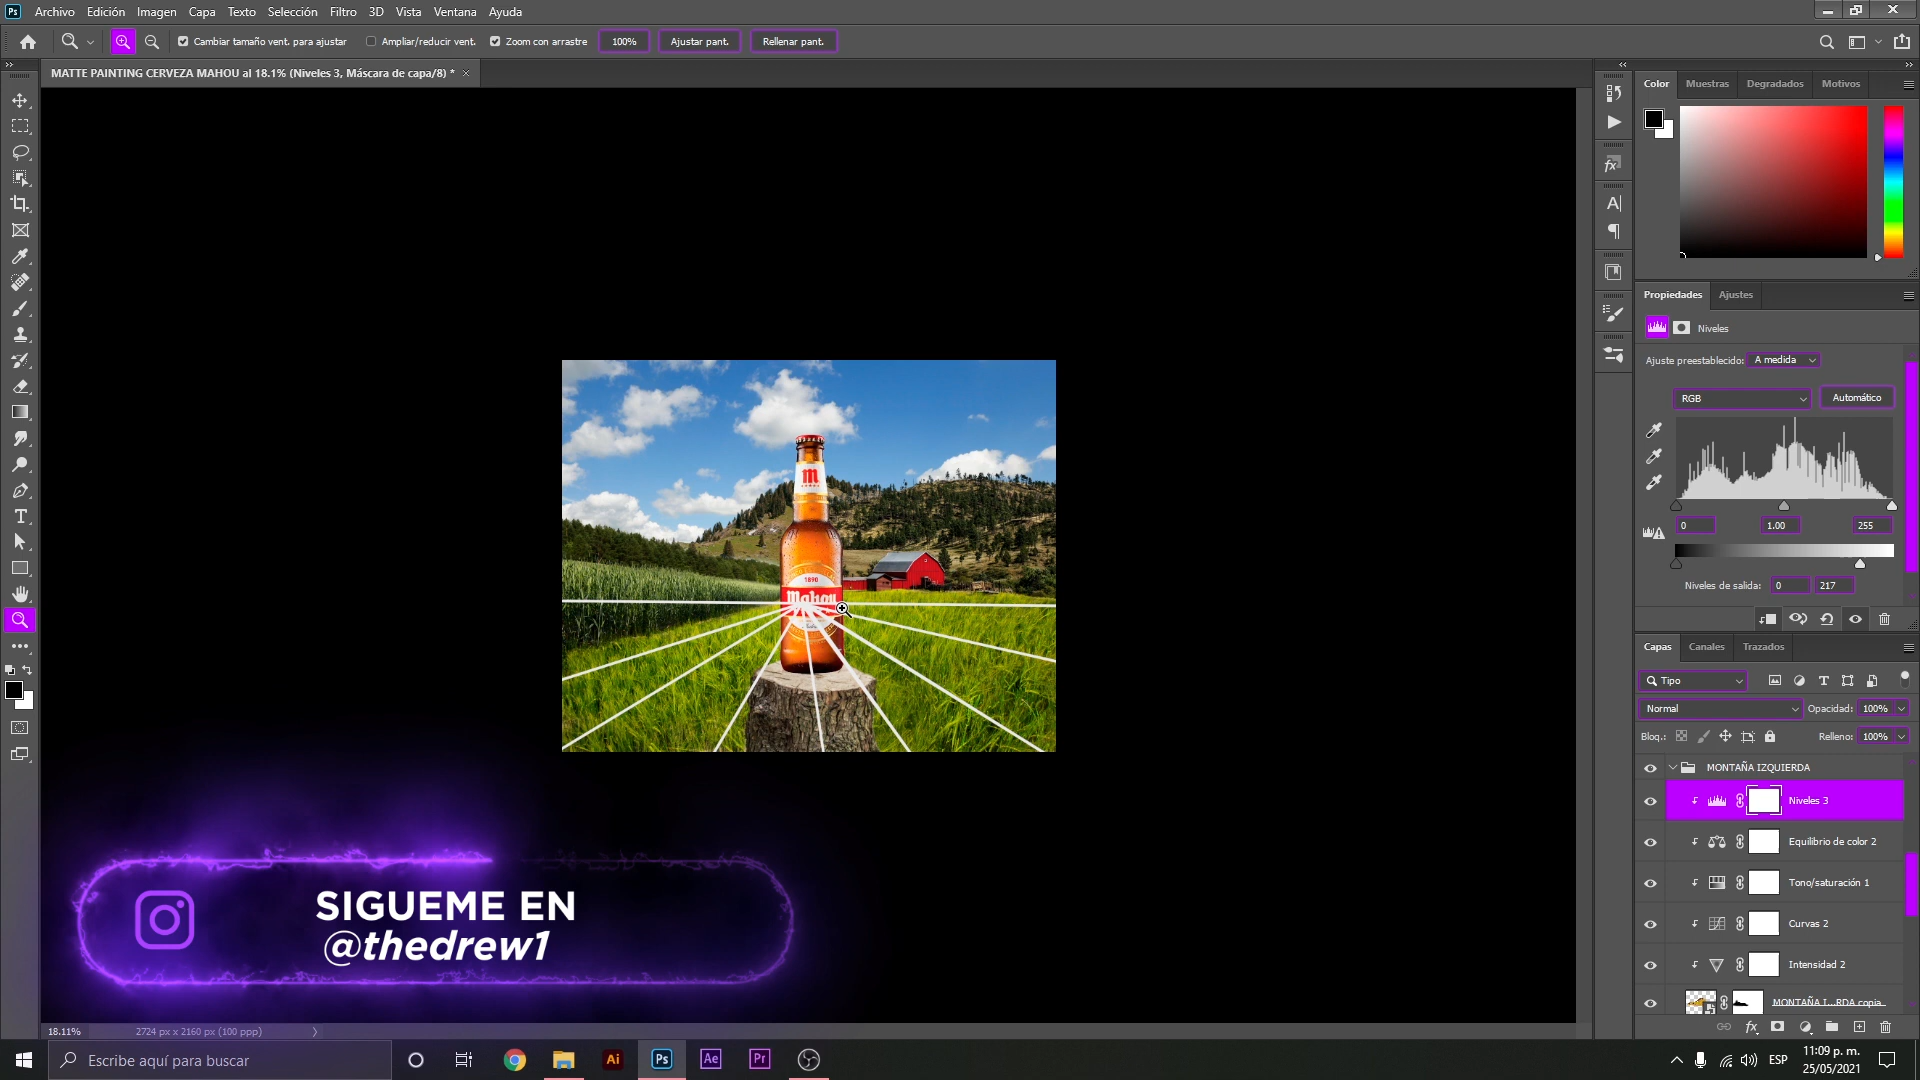 Ps Archivo Edición Imagen Capa Texto Selección Filtro 3D Vista Ventana Ayuda
Cambiar tamaño vent. para ajustar Ampliar/reducir vent. Zoom con arrastre 100% Ajustar pant. Rellenar pant.
MATTE PAINTING CERVEZA MAHOU al 18.1% (Niveles 3, Máscara de capa/8) *
Color Muestras Degradados Motivos
Propiedades Ajustes
Niveles
Ajuste preestablecido: A medida
RGB Automático
0 1.00 255
Niveles de salida: 0 217
Capas Canales Trazados
Tipo
Normal Opacidad: 100%
Bloq.: Relleno: 100%
MONTAÑA IZQUIERDA
Niveles 3
Equilibrio de color 2
Tono/saturación 1
Curvas 2
Intensidad 2
MONTAÑA I...RDA copia
m
1890
Mahou
SIGUEME EN
@thedrew1
18.11% 2724 px x 2160 px (100 ppp)
Escribe aquí para buscar
Ai Ps Ae Pr
ESP
11:09 p. m.
25/05/2021